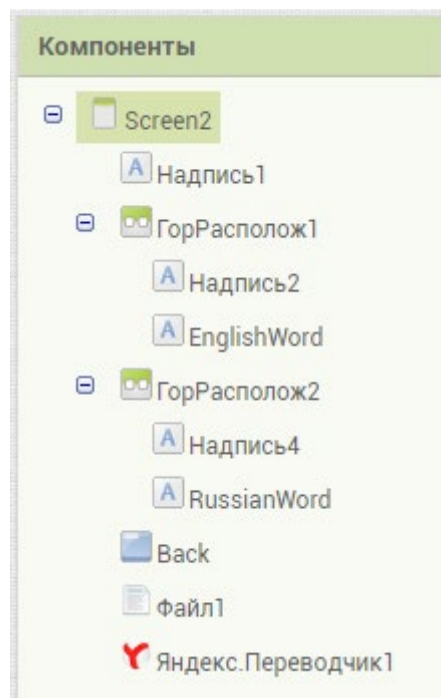 Компоненты
Screen2
Надпись1
ГорРасполож1
Надпись2
EnglishWord
ГорРасполож2
Надпись4
RussianWord
Back
Файл1
Яндекс.Переводчик1